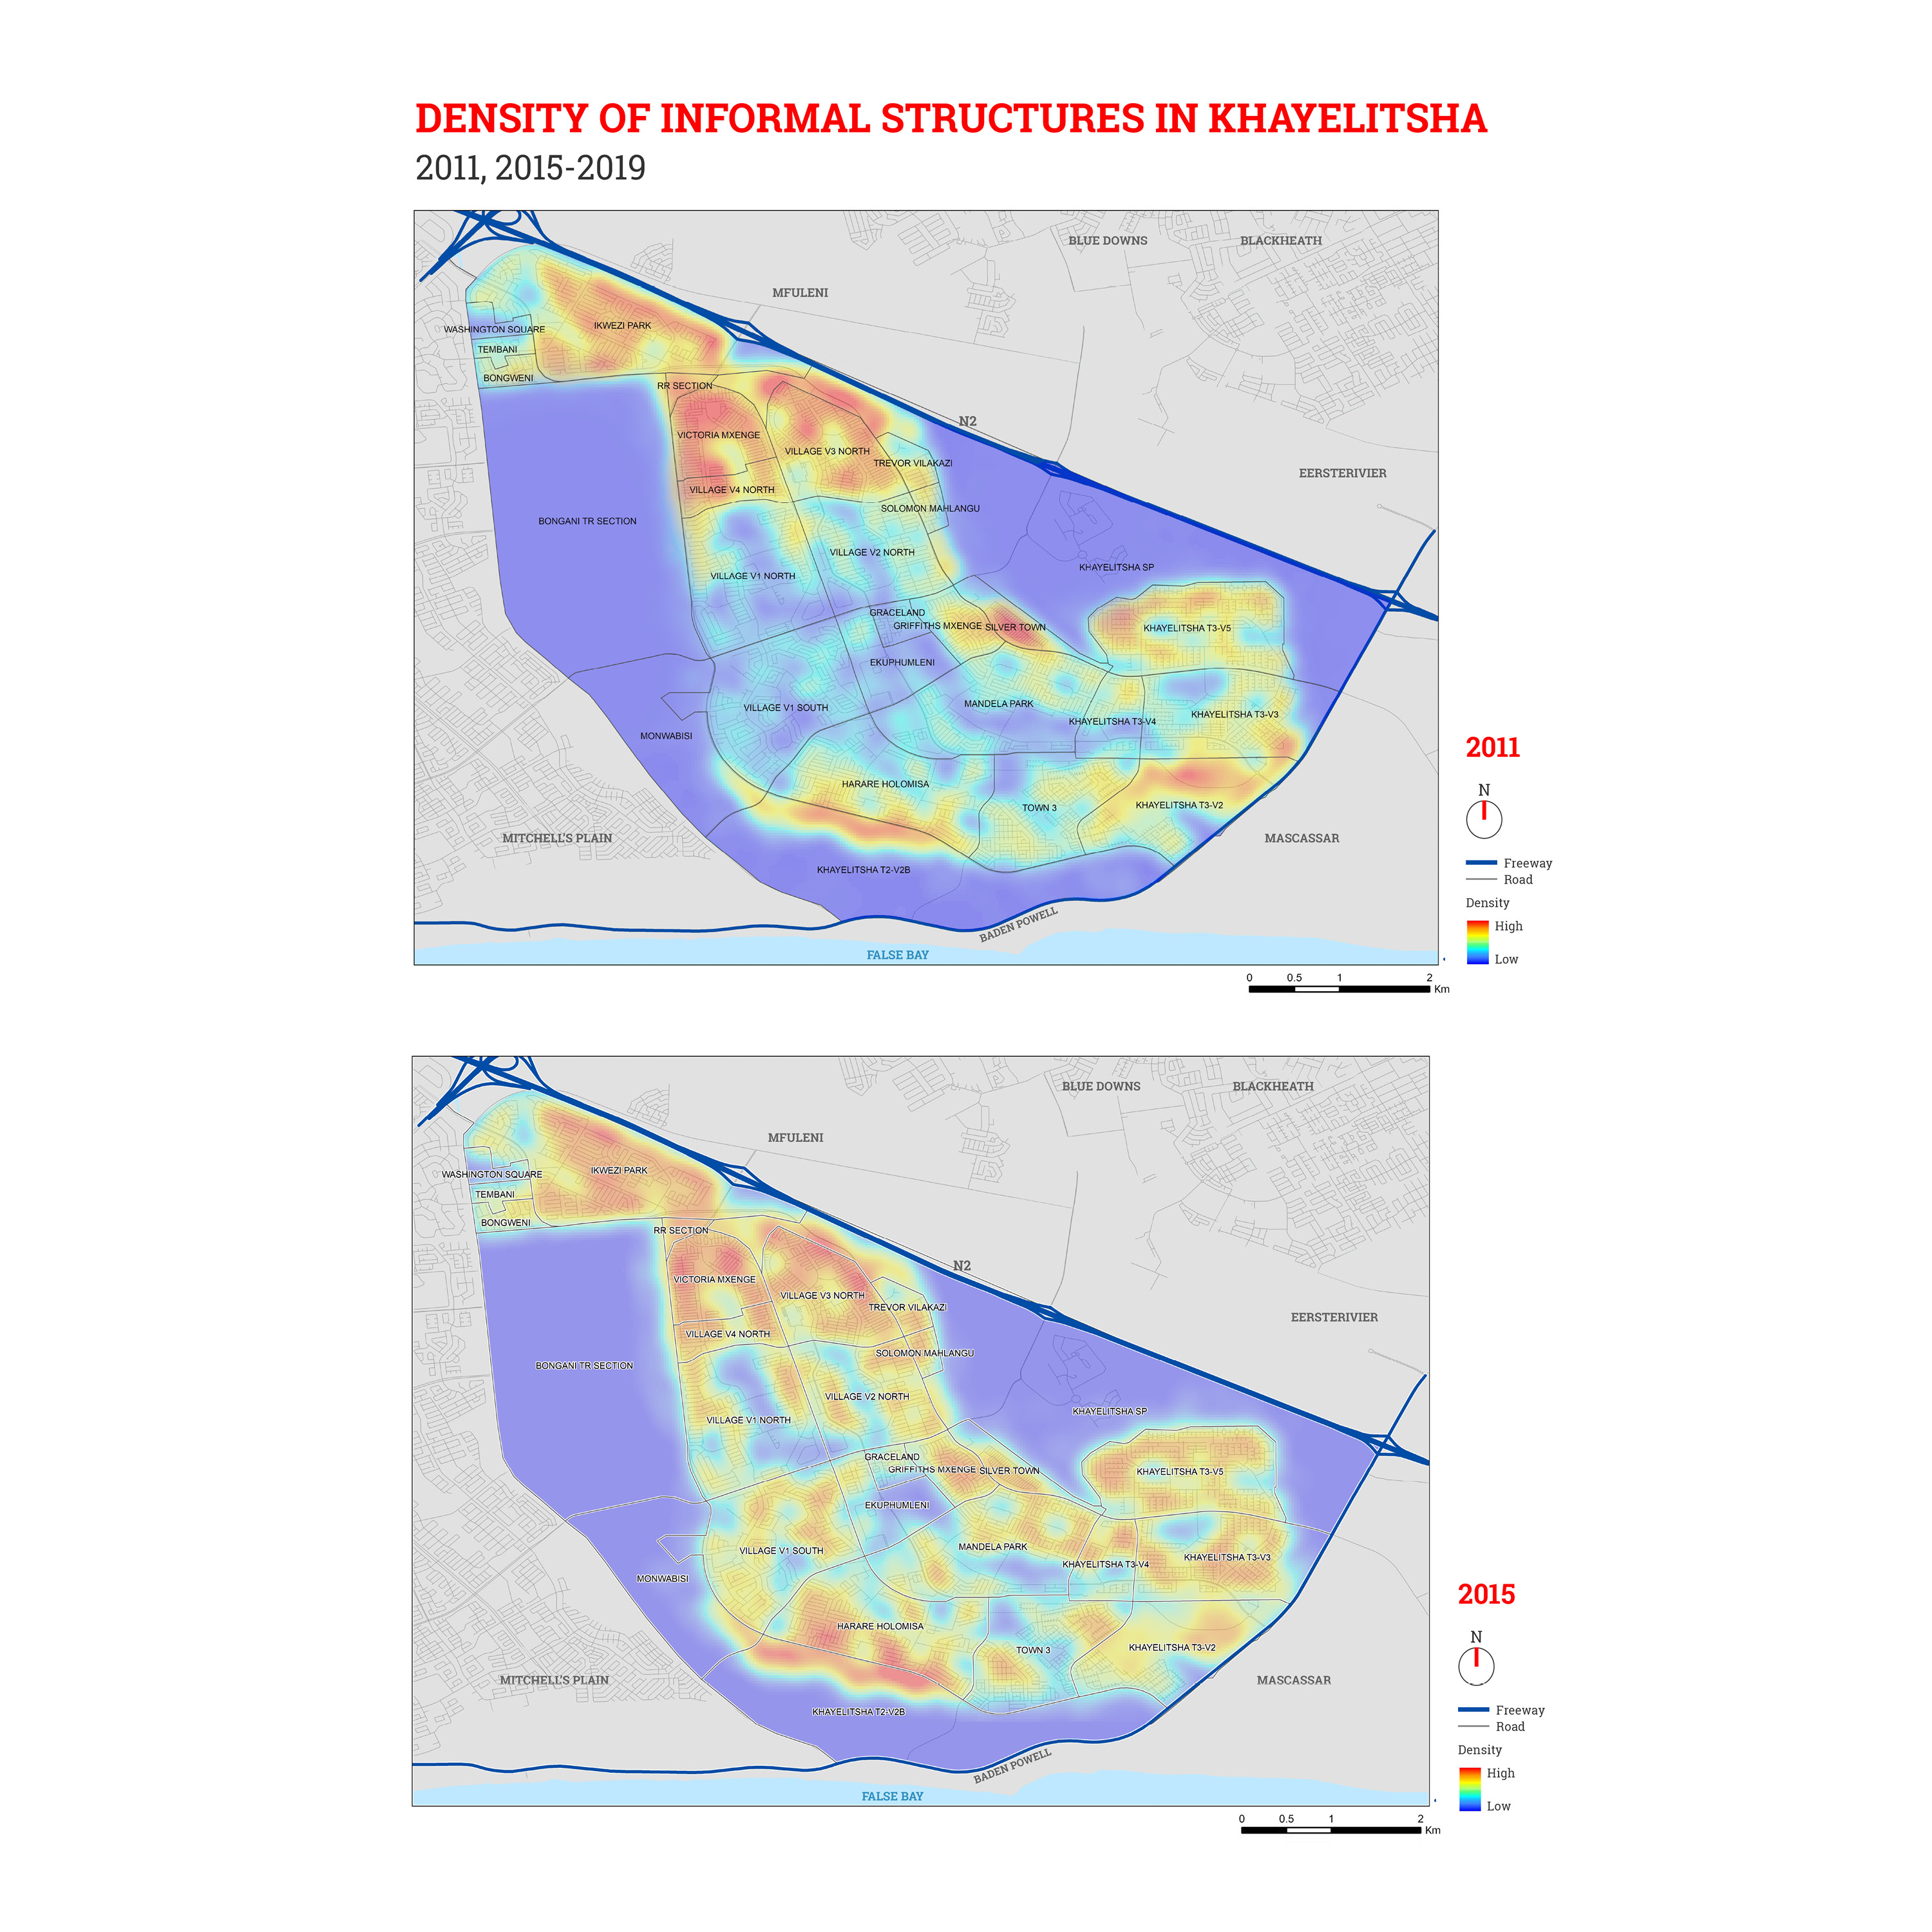 DENSITY OF INFORMAL STRUCTURES IN KHAYELITSHA
2011, 2015-2019
BLUE DOWNS
BLACKHEATH
MFULENI
IKWEZI PARK
WASHINGTON SQUARE
TEMBANI
BONGWENI
RR SECTION
N2
VICTORIA MXENGE
VILLAGE V3 NORTH
TREVOR VILAKAZI
EERSTERIVIER
VILLAGE V4 NORTH
SOLOMON MAHLANGU
BONGANI TR SECTION
VILLAGE V2 NORTH
KHAYELITSHA SP
VILLAGE V1 NORTH
GRACELAND
GRIFFITHS MXENGE
SILVER TOWN
KHAYELITSHA T3-V5
EKUPHUMLENI
MANDELA PARK
VILLAGE V1 SOUTH
KHAYELITSHA T3-V3
KHAYELITSHA T3-V4
MONWABISI
HARARE HOLOMISA
TOWN 3
KHAYELITSHA T3-V2
MITCHELL'S PLAIN
MASCASSAR
KHAYELITSHA T2-V2B
BADEN POWELL
FALSE BAY
2011
N
Freeway
Road
Density
High
Low
0 0.5 1 2
Km
BLUE DOWNS
BLACKHEATH
MFULENI
IKWEZI PARK
WASHINGTON SQUARE
TEMBANI
BONGWENI
RR SECTION
N2
VICTORIA MXENGE
VILLAGE V3 NORTH
TREVOR VILAKAZI
EERSTERIVIER
VILLAGE V4 NORTH
SOLOMON MAHLANGU
BONGANI TR SECTION
VILLAGE V2 NORTH
KHAYELITSHA SP
VILLAGE V1 NORTH
GRACELAND
GRIFFITHS MXENGE
SILVER TOWN
KHAYELITSHA T3-V5
EKUPHUMLENI
MANDELA PARK
VILLAGE V1 SOUTH
KHAYELITSHA T3-V3
KHAYELITSHA T3-V4
MONWABISI
HARARE HOLOMISA
TOWN 3
KHAYELITSHA T3-V2
MITCHELL'S PLAIN
MASCASSAR
KHAYELITSHA T2-V2B
BADEN POWELL
FALSE BAY
2015
N
Freeway
Road
Density
High
Low
0 0.5 1 2
Km